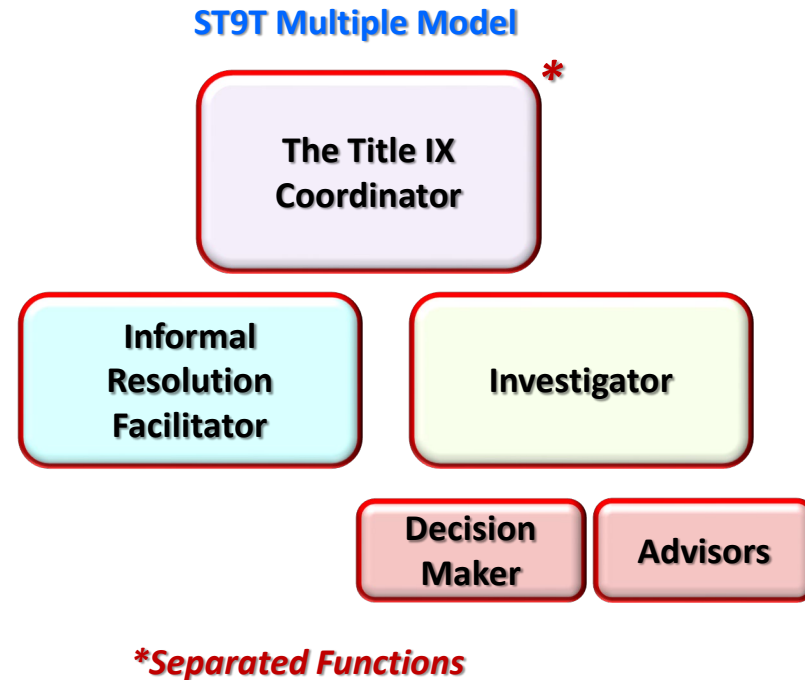 ST9T Multiple Model
*
The Title IX
Coordinator
Informal
Resolution
Facilitator
Investigator
Decision
Maker
Advisors
*Separated Functions